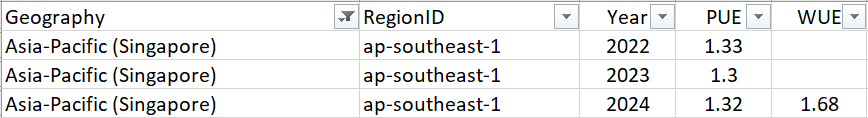 Geography RegionID Year PUE WUE
Asia-Pacific (Singapore) ap-southeast-1 2022 1.33
Asia-Pacific (Singapore) ap-southeast-1 2023 1.3
Asia-Pacific (Singapore) ap-southeast-1 2024 1.32 1.68